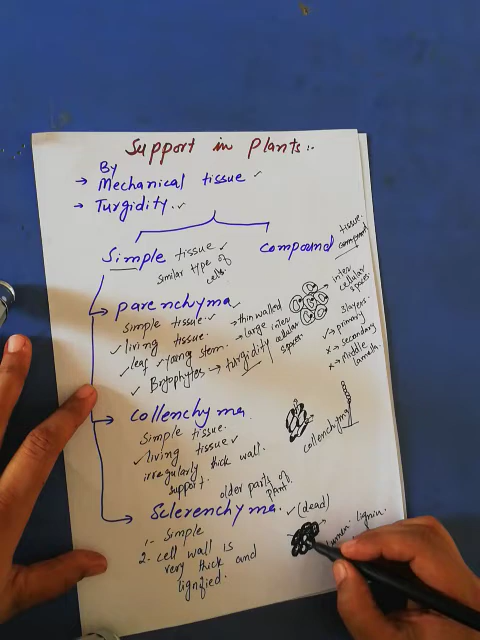 Support in Plants:-
By
→ Mechanical tissue ✓
→ Turgidity ✓
Simple tissue ✓
similar type of
cells.
compound
tissue
compound
→ parenchyma ✓
simple tissue ✓
✓ living tissue
✓ leaf ✓ young stem.
✓ Bryophytes → turgidity
→ thin walled
→ large inter
cellular
spaces
inter
cellular
spaces
3 layers.
✓→ primary
x→ secondary
x→ middle
lamella.
→ collenchyma
Simple tissue.
✓ living tissue ✓
irregularly thick wall.
support.
collenchyma
older parts of
plant.
→ Sclerenchyma. ✓ (dead)
1- Simple
2- cell wall is
very thick and
lignified.
lignin.